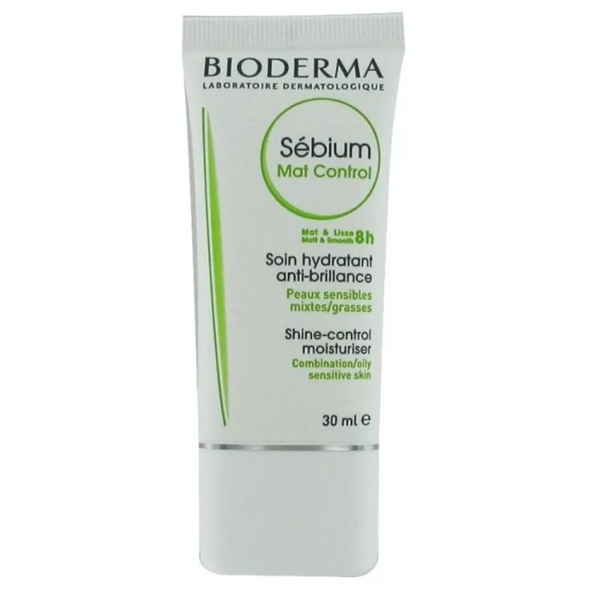 BIODERMA
LABORATOIRE DERMATOLOGIQUE
Sébium
Mat Control
Mat & Lisse
Matt & Smooth 8h
Soin hydratant
anti-brillance
Peaux sensibles
mixtes/grasses
Shine-control
moisturiser
Combination/oily
sensitive skin
30 ml e